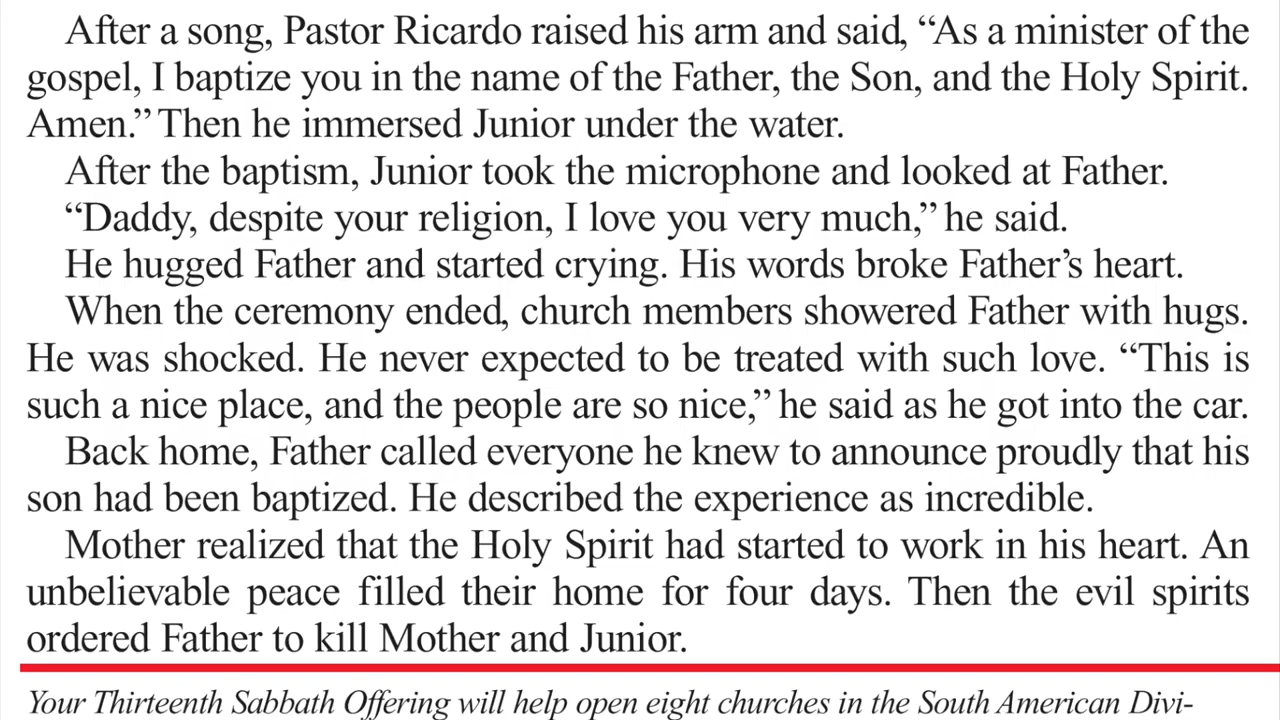 After a song, Pastor Ricardo raised his arm and said, “As a minister of the
gospel, I baptize you in the name of the Father, the Son, and the Holy Spirit.
Amen.” Then he immersed Junior under the water.
After the baptism, Junior took the microphone and looked at Father.
“Daddy, despite your religion, I love you very much,” he said.
He hugged Father and started crying. His words broke Father’s heart.
When the ceremony ended, church members showered Father with hugs.
He was shocked. He never expected to be treated with such love. “This is
such a nice place, and the people are so nice,” he said as he got into the car.
Back home, Father called everyone he knew to announce proudly that his
son had been baptized. He described the experience as incredible.
Mother realized that the Holy Spirit had started to work in his heart. An
unbelievable peace filled their home for four days. Then the evil spirits
ordered Father to kill Mother and Junior.
Your Thirteenth Sabbath Offering will help open eight churches in the South American Divi-